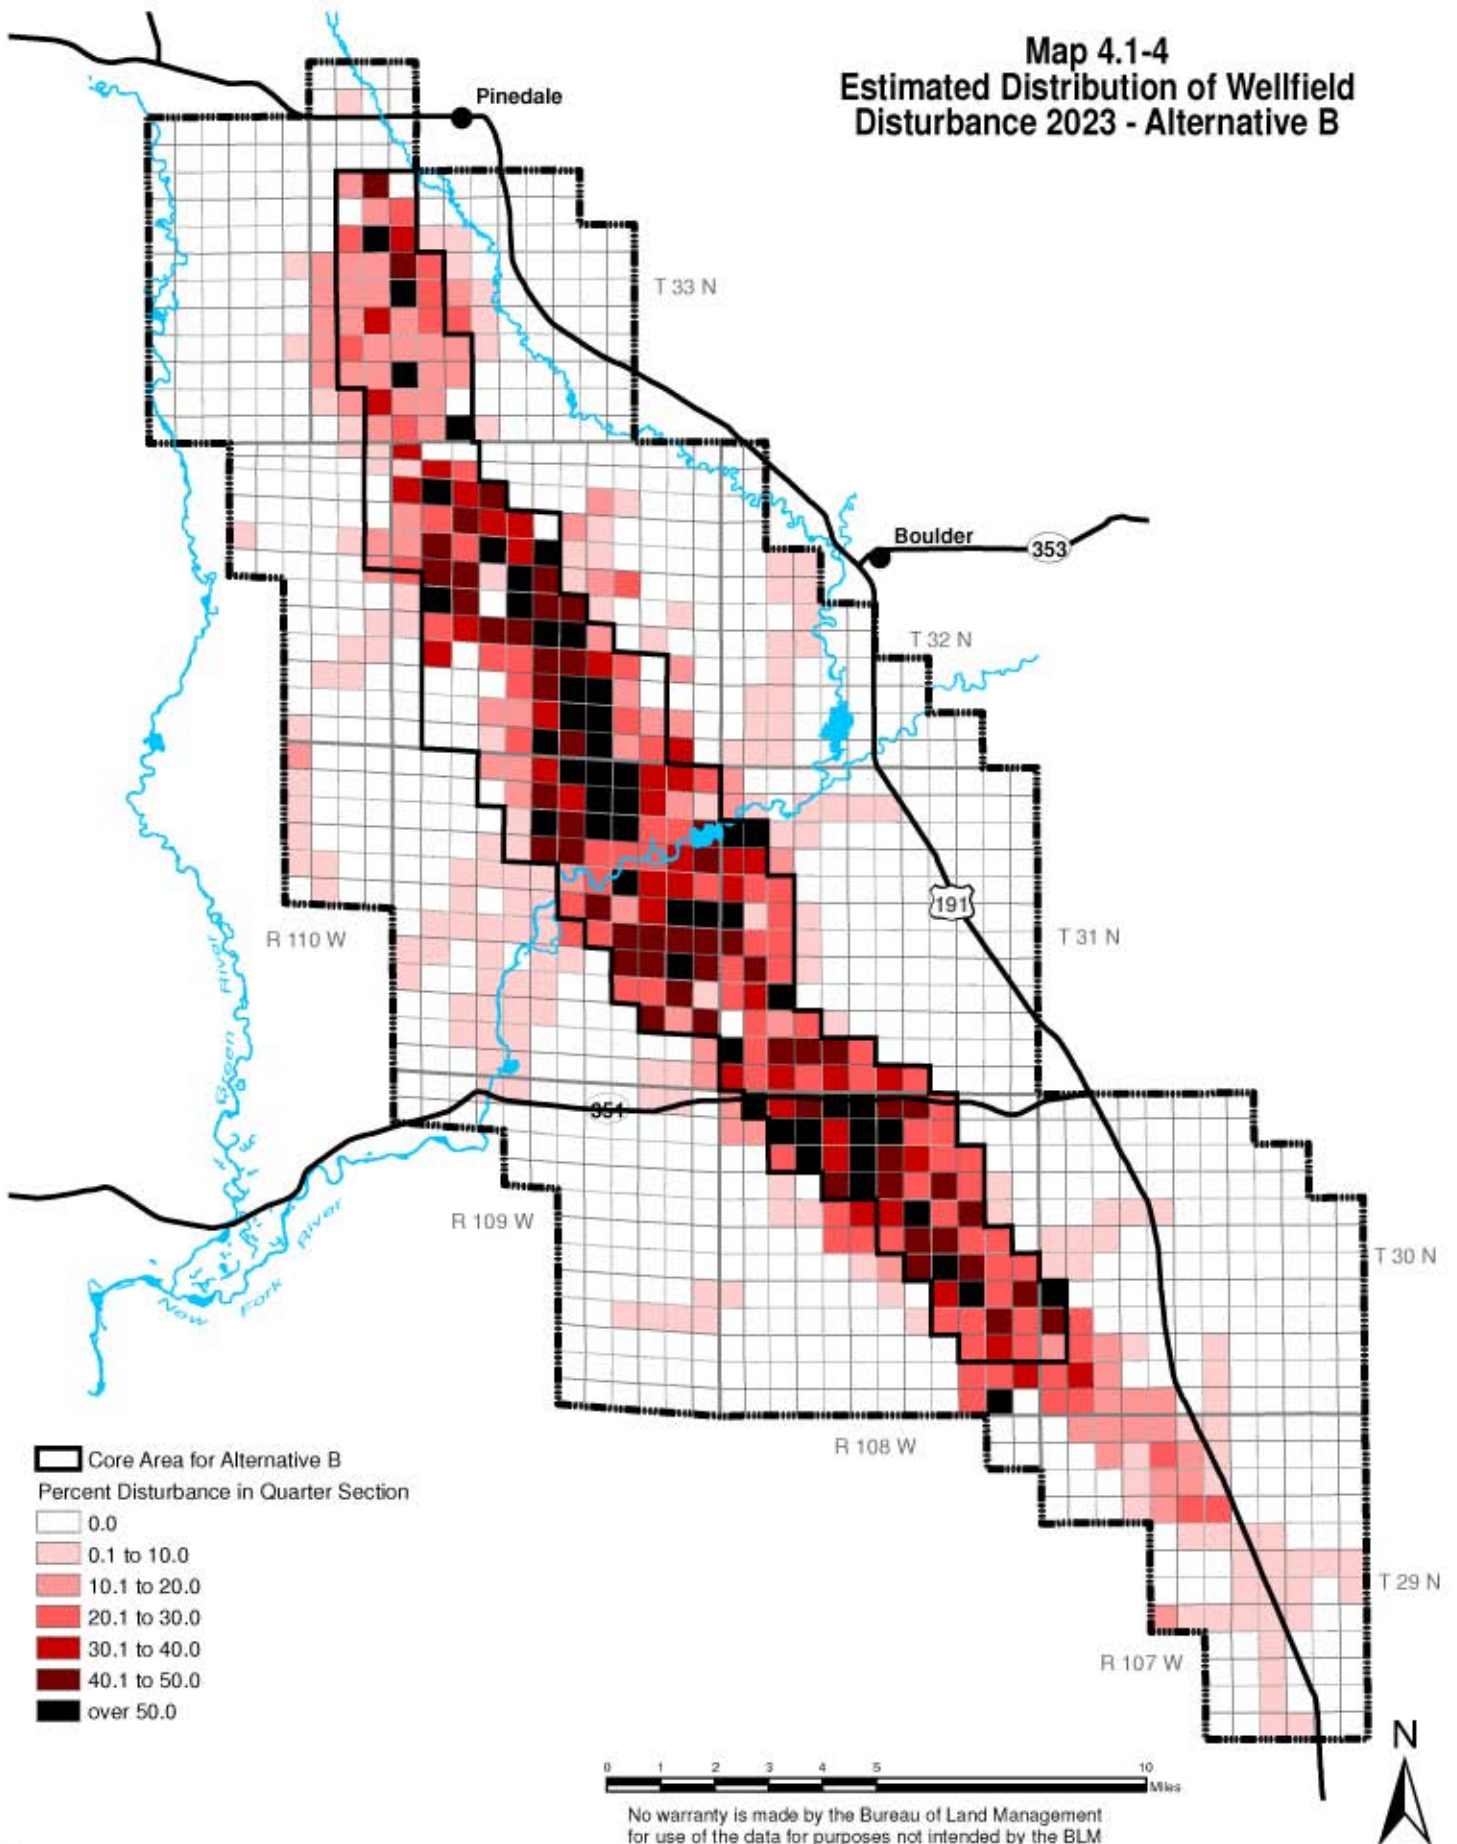 Map 4.1-4
Estimated Distribution of Wellfield
Disturbance 2023 - Alternative B
Pinedale
T 33 N
Boulder
353
T 32 N
191
R 110 W
T 31 N
Green River
351
R 109 W
New Fork River
T 30 N
R 108 W
Core Area for Alternative B
Percent Disturbance in Quarter Section
0.0
0.1 to 10.0
10.1 to 20.0
20.1 to 30.0
30.1 to 40.0
40.1 to 50.0
over 50.0
T 29 N
R 107 W
N
0 1 2 3 4 5 10
Miles
No warranty is made by the Bureau of Land Management
for use of the data for purposes not intended by the BLM